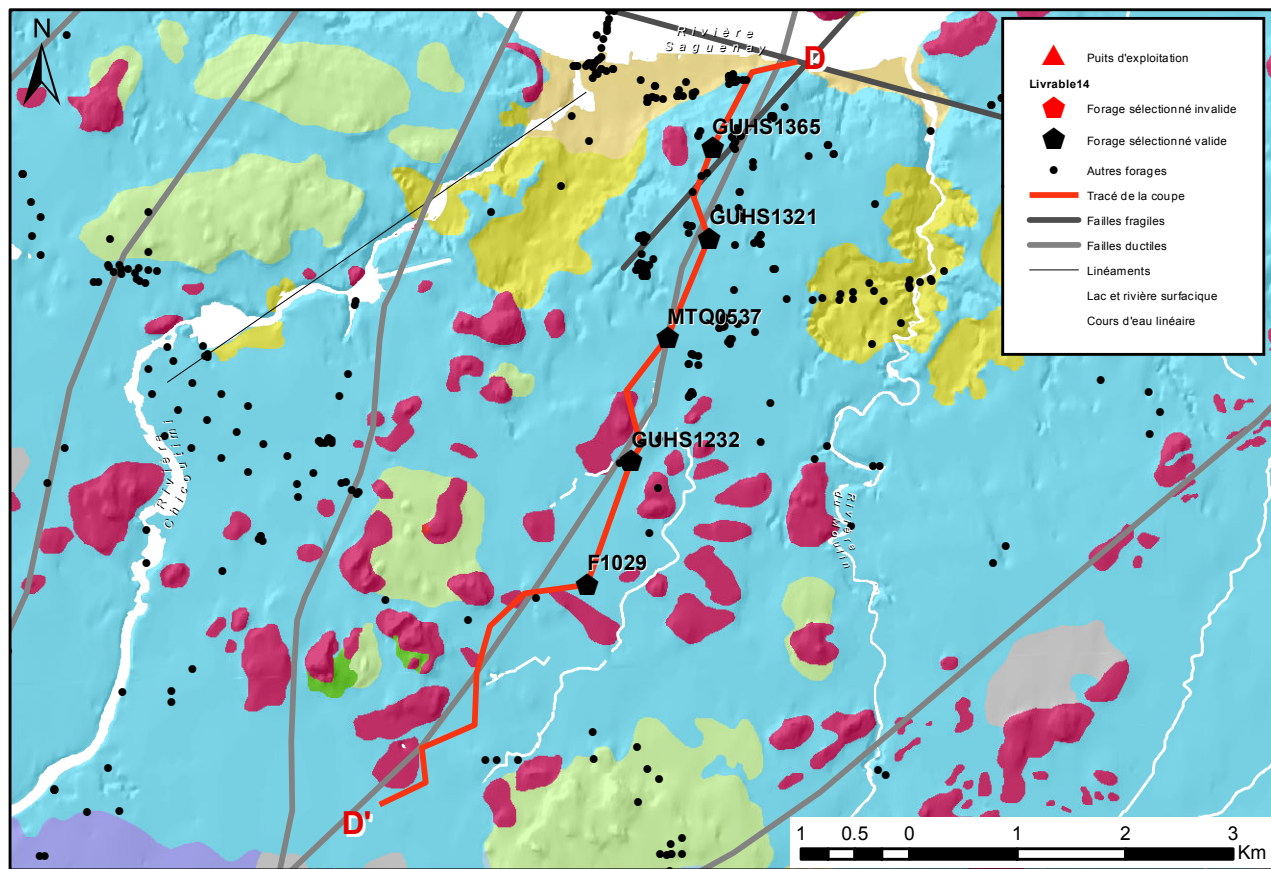 N
Rivière
Saguenay
D
GUHS1365
GUHS1321
MTQ0537
GUHS1232
F1029
D'
Rivière
Chicoutimi
Rivière
du Moulin
Puits d'exploitation
Livrable14
Forage sélectionné invalide
Forage sélectionné valide
Autres forages
Tracé de la coupe
Failles fragiles
Failles ductiles
Linéaments
Lac et rivière surfacique
Cours d'eau linéaire
1 0.5 0 1 2 3
Km